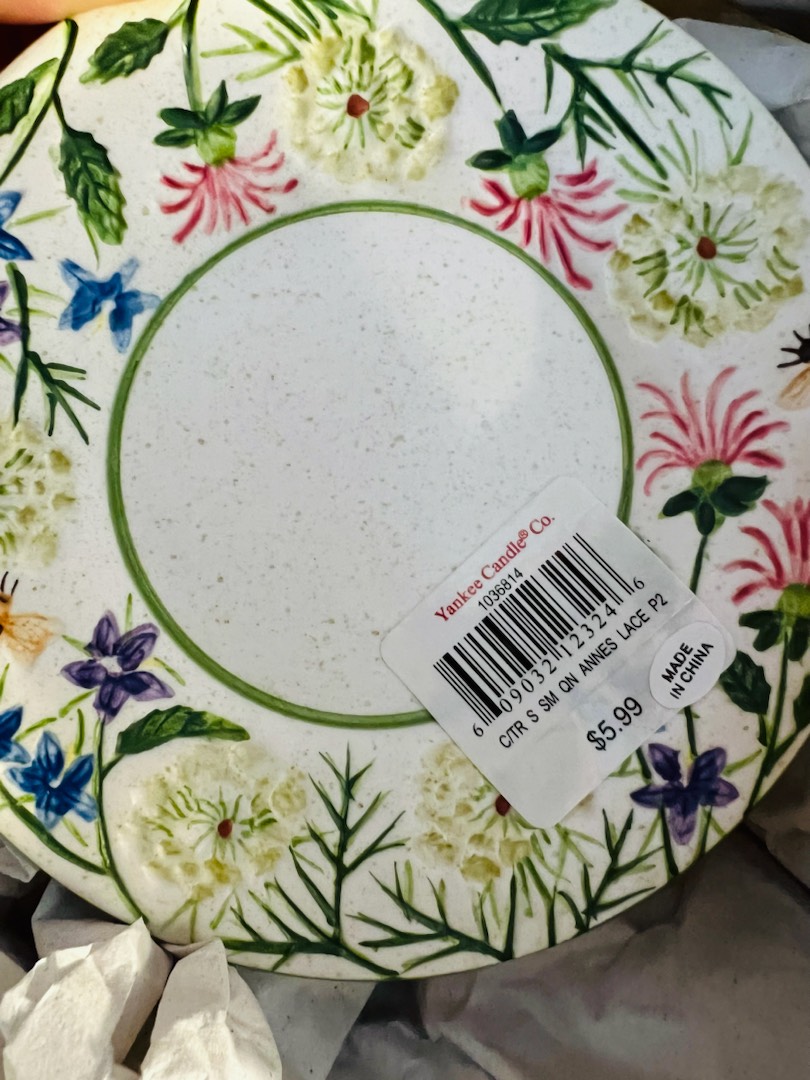 Yankee Candle® Co.
1036814
6 09032 12324 6
C/TR S SM QN ANNES LACE P2
$5.99
MADE
IN CHINA